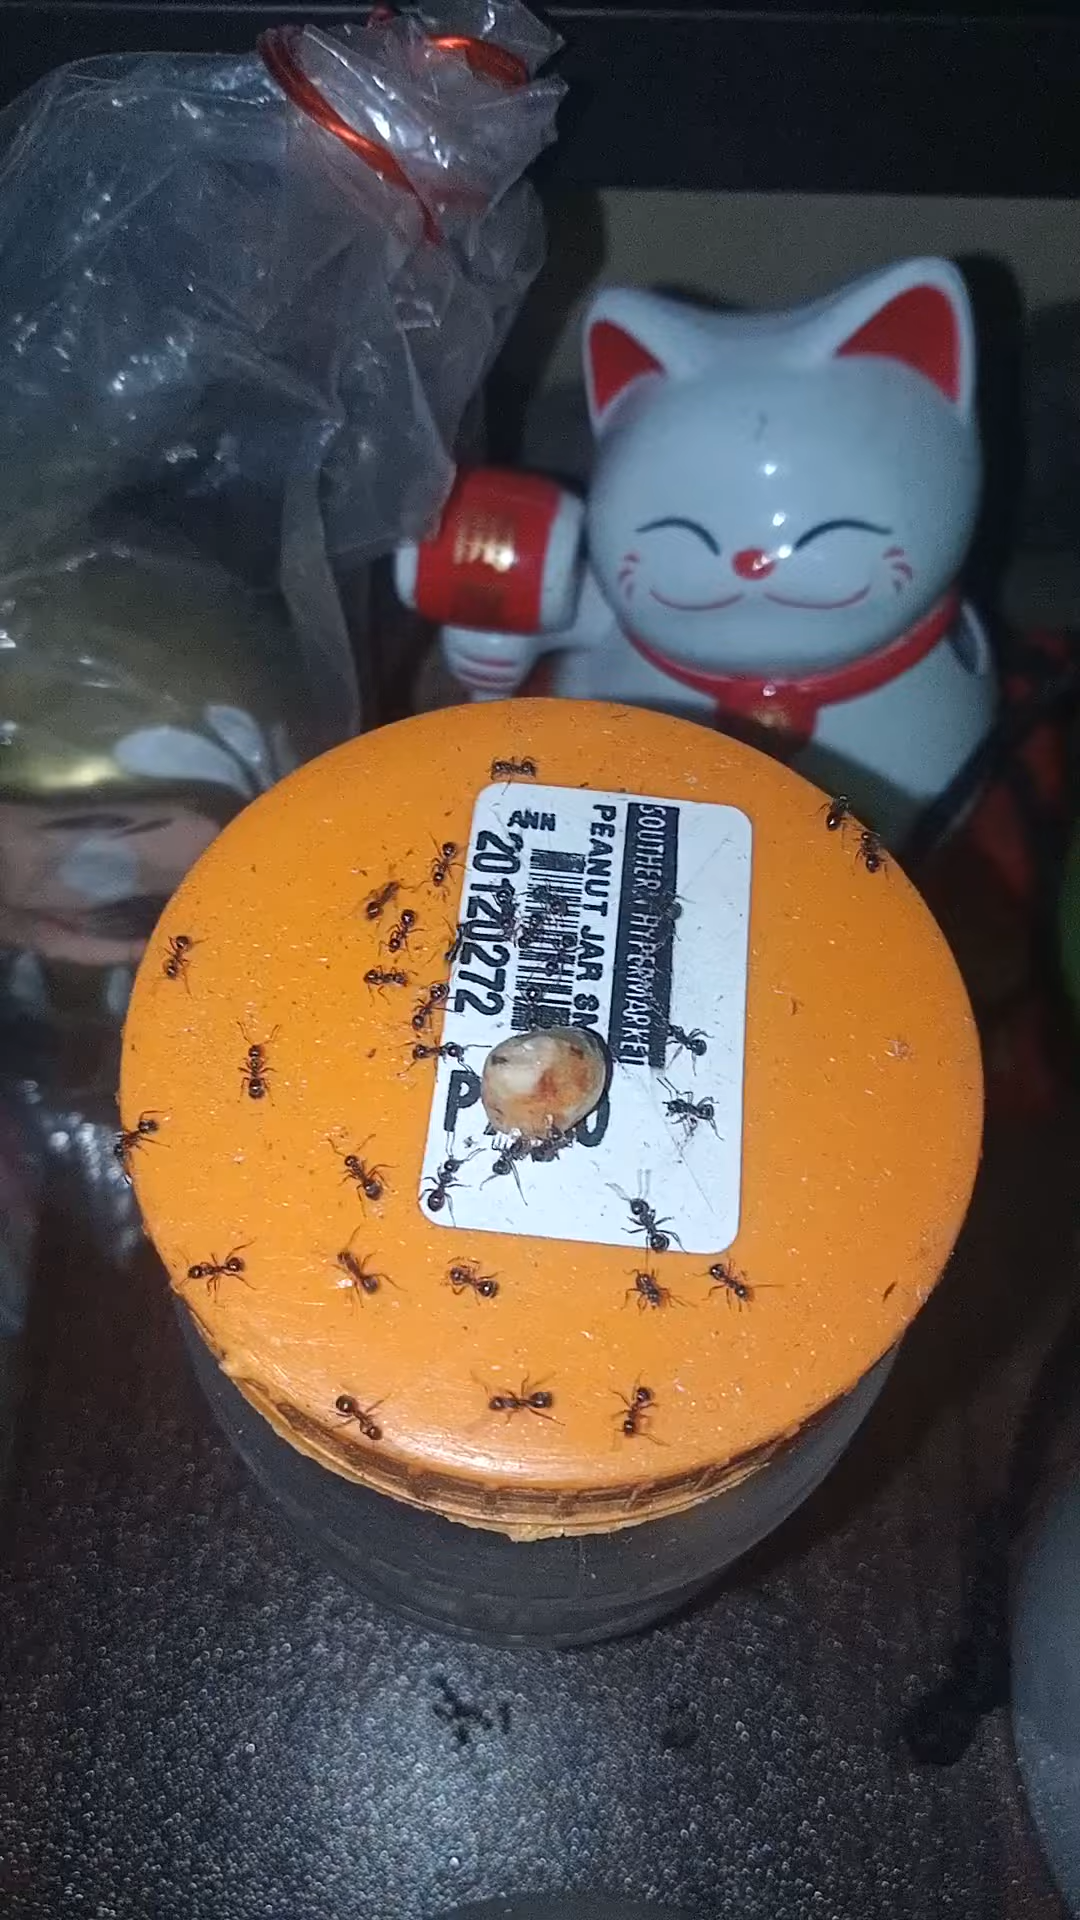 SOUTHERN HYPERMARKET
PEANUT JAR
ANN
20120272
P